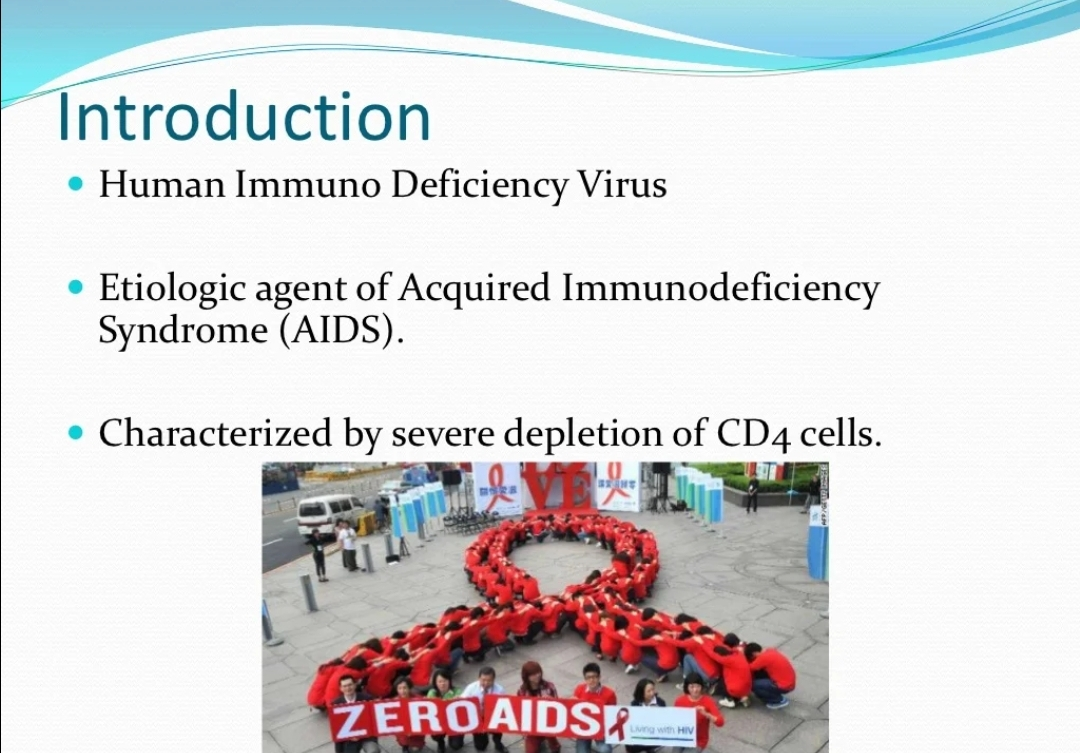 Introduction
Human Immuno Deficiency Virus
Etiologic agent of Acquired Immunodeficiency
Syndrome (AIDS).
Characterized by severe depletion of CD4 cells.
VE
ZERO AIDS
Living with HIV